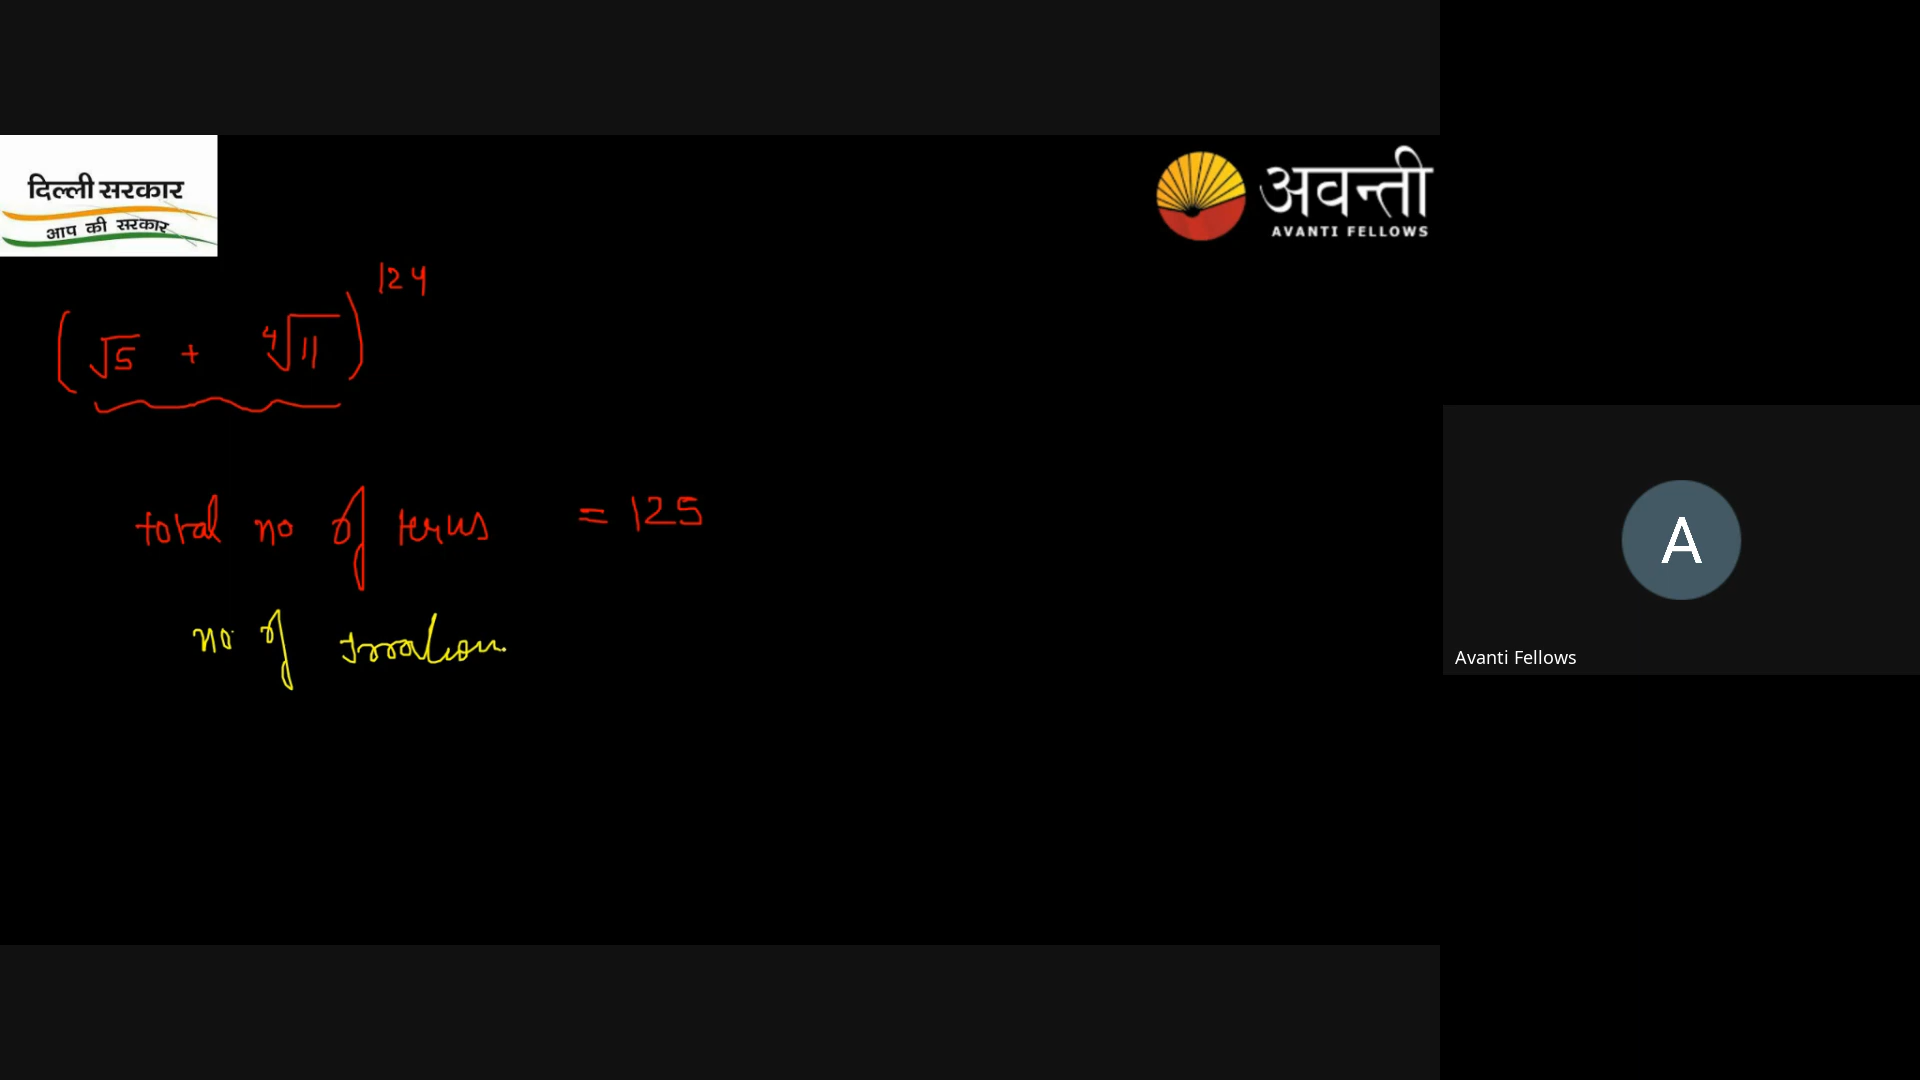 दिल्ली सरकार
आप की सरकार
अवन्ती
AVANTI FELLOWS
(√5 + ∜11)^124
total no of terms = 125
no. of Irration
A
Avanti Fellows